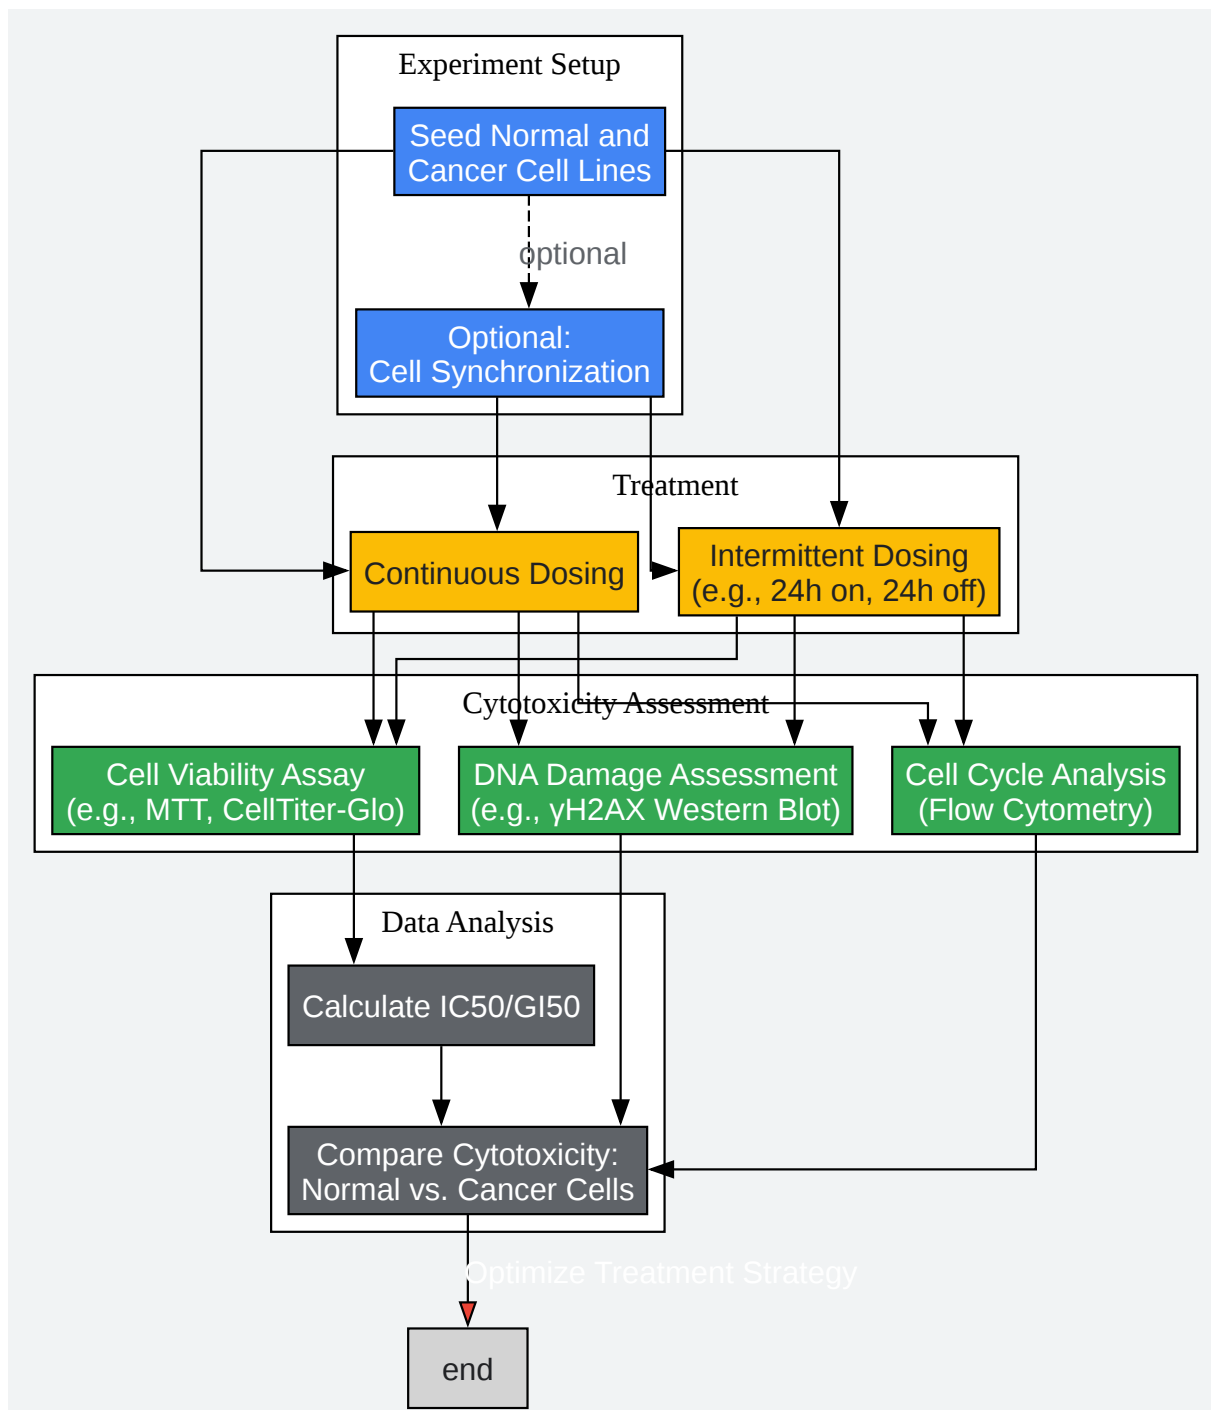 Experiment Setup
Seed Normal and
Cancer Cell Lines
optional
Optional:
Cell Synchronization
Treatment
Continuous Dosing
Intermittent Dosing
(e.g., 24h on, 24h off)
Cytotoxicity Assessment
Cell Viability Assay
(e.g., MTT, CellTiter-Glo)
DNA Damage Assessment
(e.g., γH2AX Western Blot)
Cell Cycle Analysis
(Flow Cytometry)
Data Analysis
Calculate IC50/GI50
Compare Cytotoxicity:
Normal vs. Cancer Cells
Optimize Treatment Strategy
end